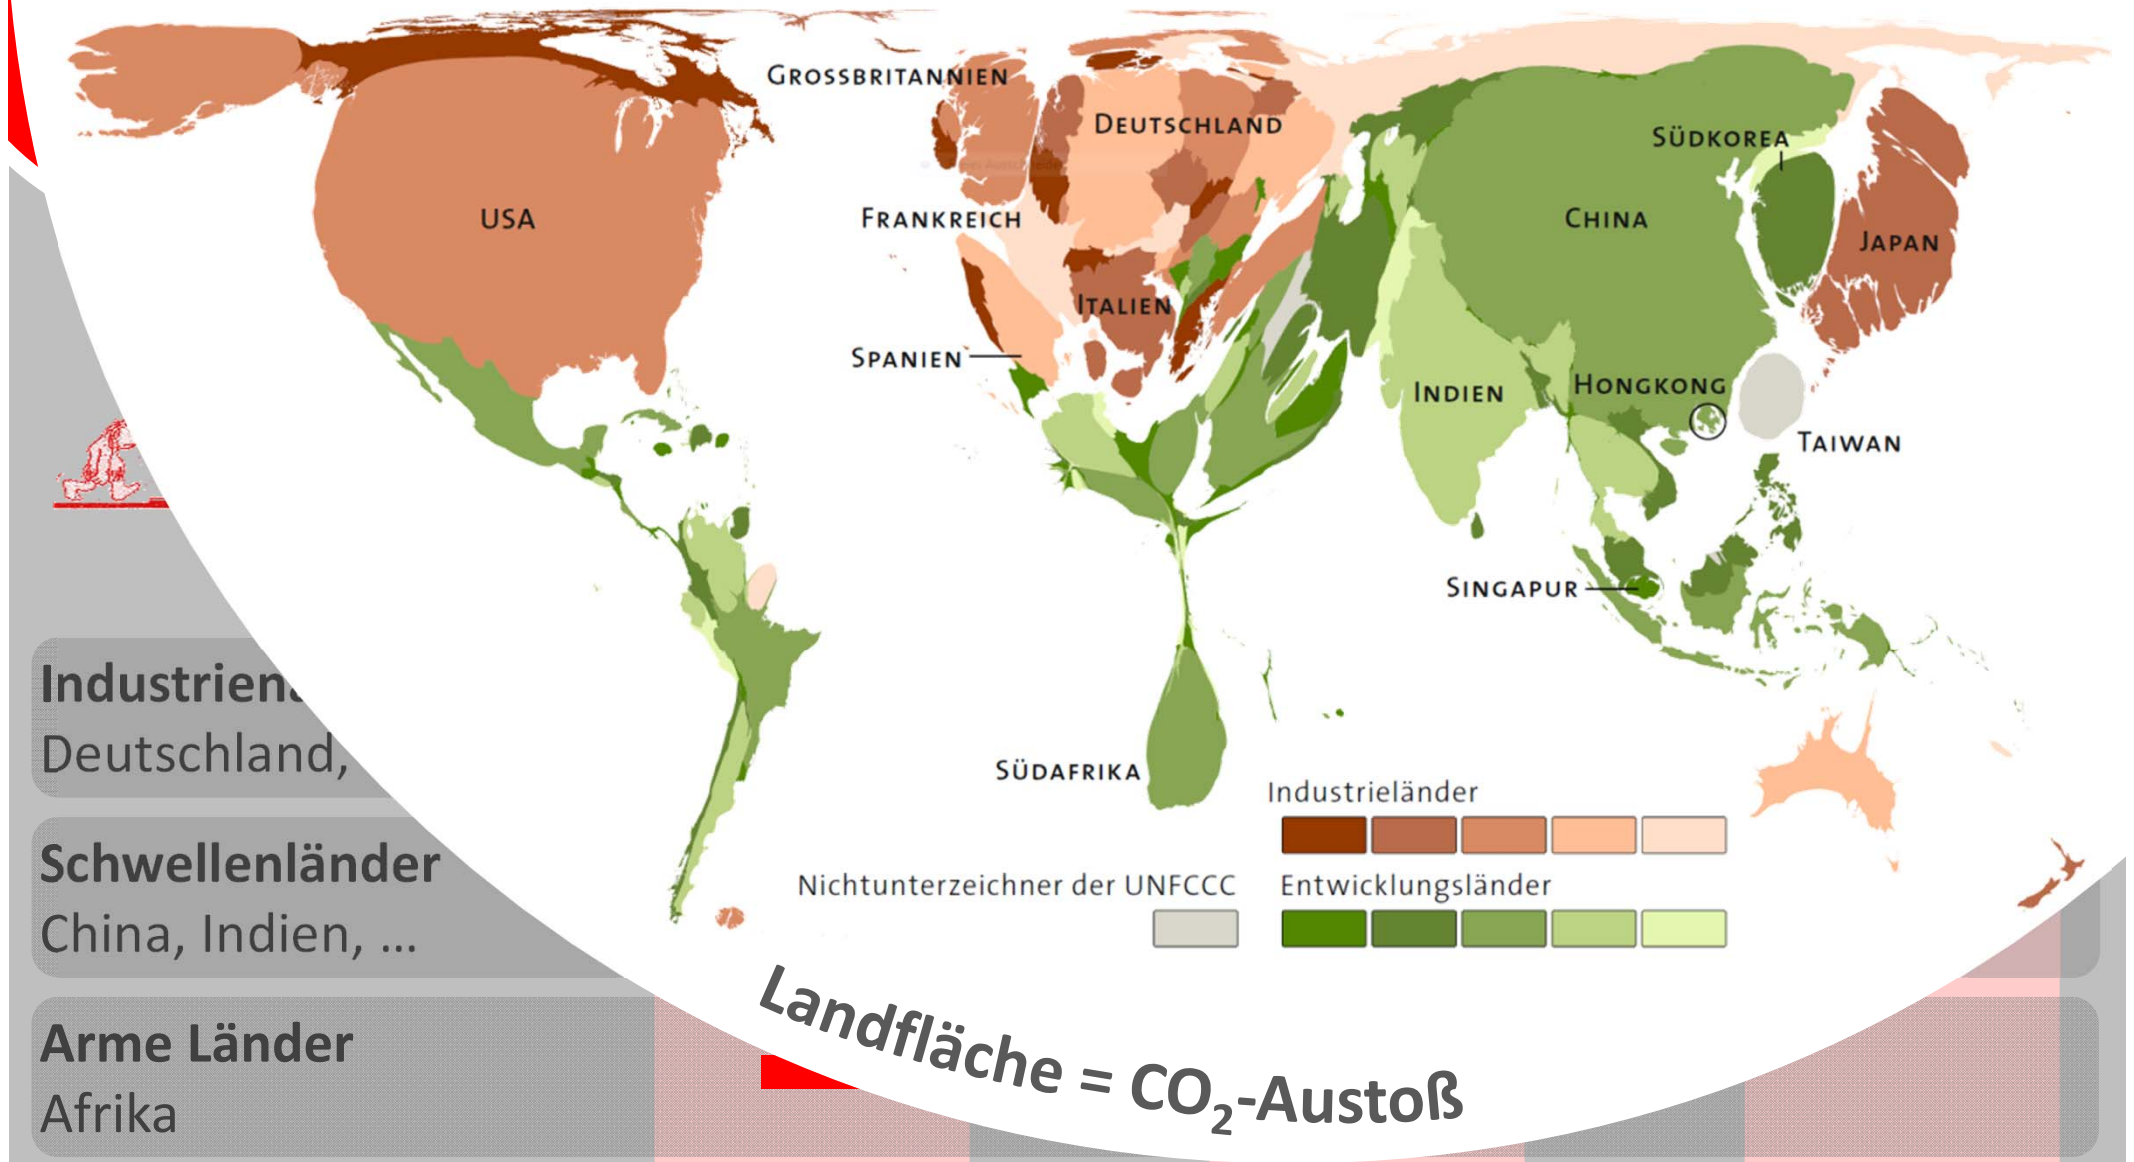 GROSSBRITANNIEN
DEUTSCHLAND
SÜDKOREA
USA
FRANKREICH
CHINA
JAPAN
ITALIEN
SPANIEN
INDIEN
HONGKONG
TAIWAN
SINGAPUR
SÜDAFRIKA
Industrieländer
Nichtunterzeichner der UNFCCC
Entwicklungsländer
Deutschland,
Schwellenländer
China, Indien, ...
Arme Länder
Afrika
Landfläche = CO₂-Austoß